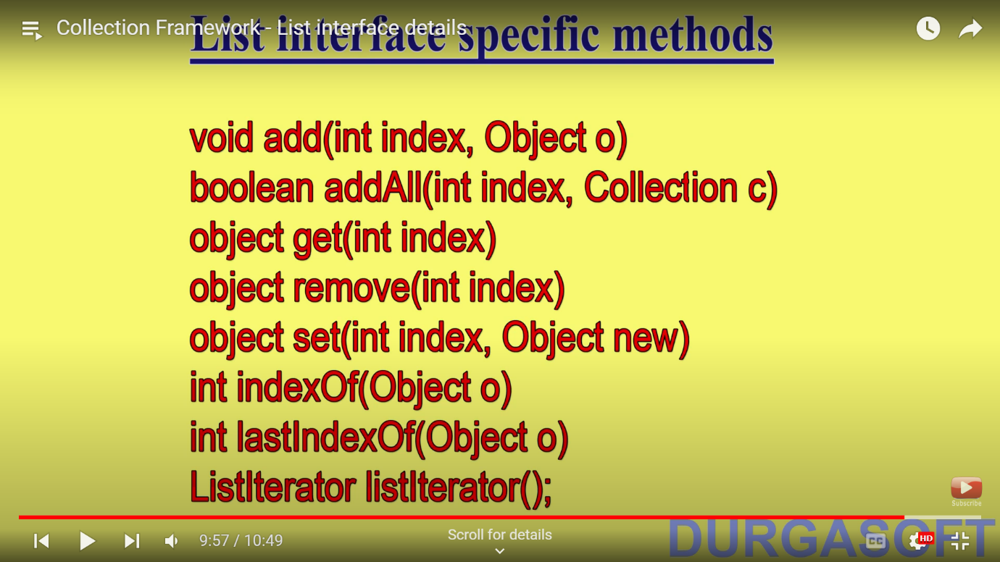 Collection Framework - List interface details
List interface specific methods
void add(int index, Object o)
boolean addAll(int index, Collection c)
object get(int index)
object remove(int index)
object set(int index, Object new)
int indexOf(Object o)
int lastIndexOf(Object o)
ListIterator listIterator();
Subscribe
9:57 / 10:49
Scroll for details
DURGASOFT
CC
HD